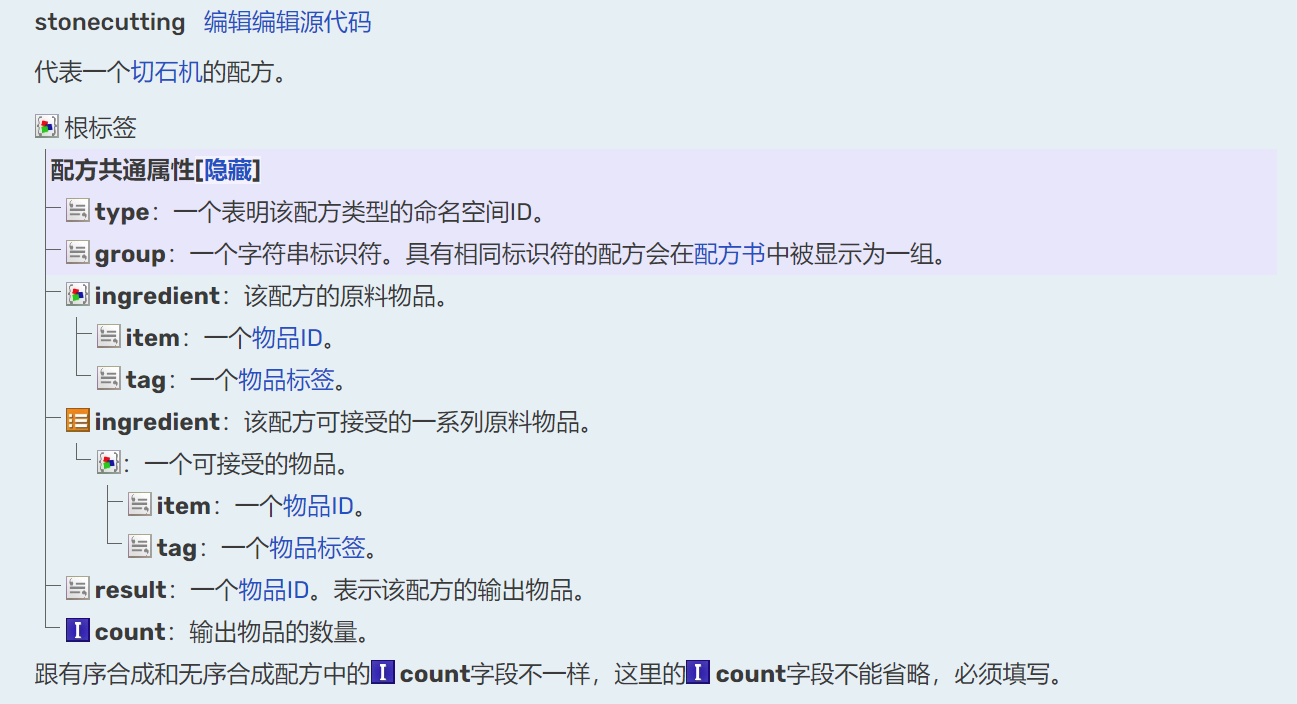 stonecutting 编辑编辑源代码
代表一个切石机的配方。
根标签
配方共通属性[隐藏]
type：一个表明该配方类型的命名空间ID。
group：一个字符串标识符。具有相同标识符的配方会在配方书中被显示为一组。
ingredient：该配方的原料物品。
item：一个物品ID。
tag：一个物品标签。
ingredient：该配方可接受的一系列原料物品。
：一个可接受的物品。
item：一个物品ID。
tag：一个物品标签。
result：一个物品ID。表示该配方的输出物品。
I count：输出物品的数量。
跟有序合成和无序合成配方中的I count字段不一样，这里的I count字段不能省略，必须填写。